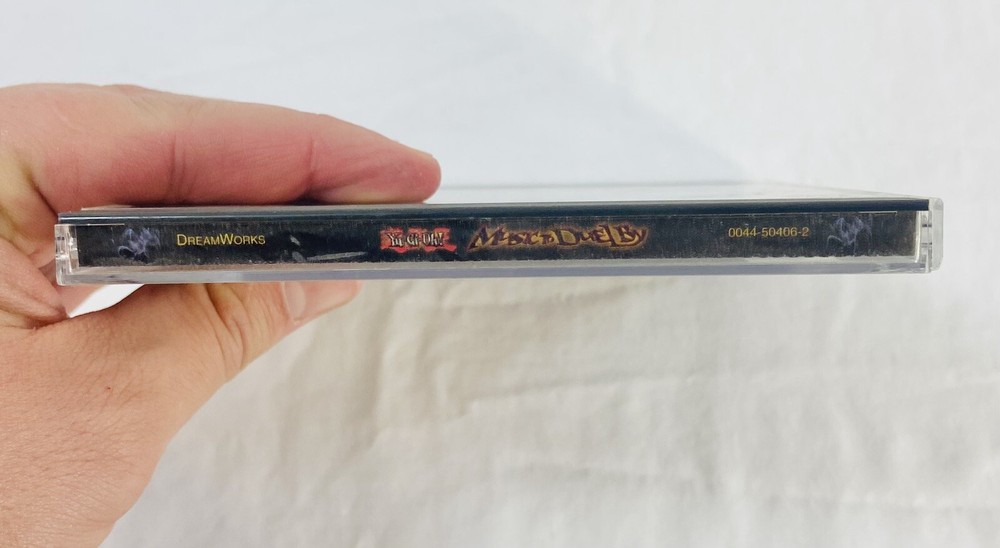 DREAMWORKS YU-GI-OH! MUSIC TO DUEL BY 0044-50406-2